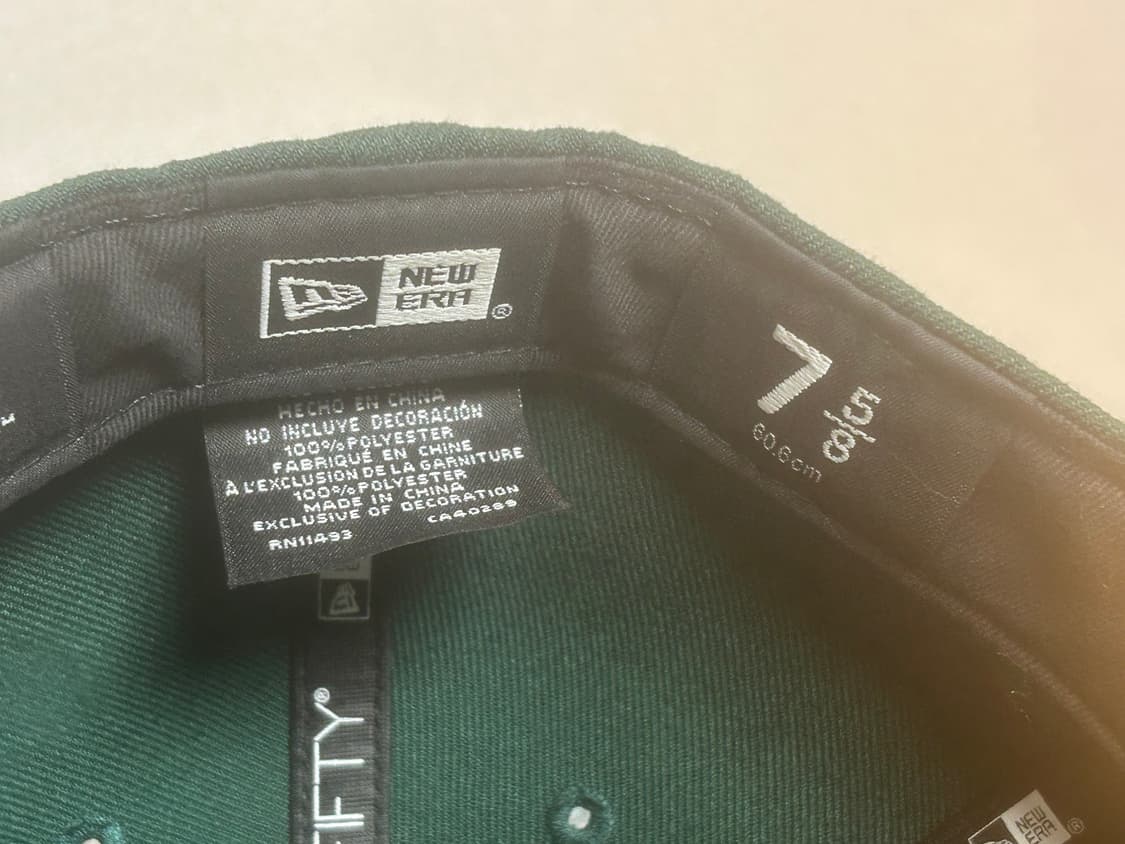 NEW
ERA
®
7 5/8
60.6cm
HECHO EN CHINA
NO INCLUYE DECORACIÓN
100% POLYESTER
FABRIQUÉ EN CHINE
À L'EXCLUSION DE LA GARNITURE
100% POLYESTER
MADE IN CHINA
EXCLUSIVE OF DECORATION
CA40289
RN11493
FIFTY®
NEW
ERA
®